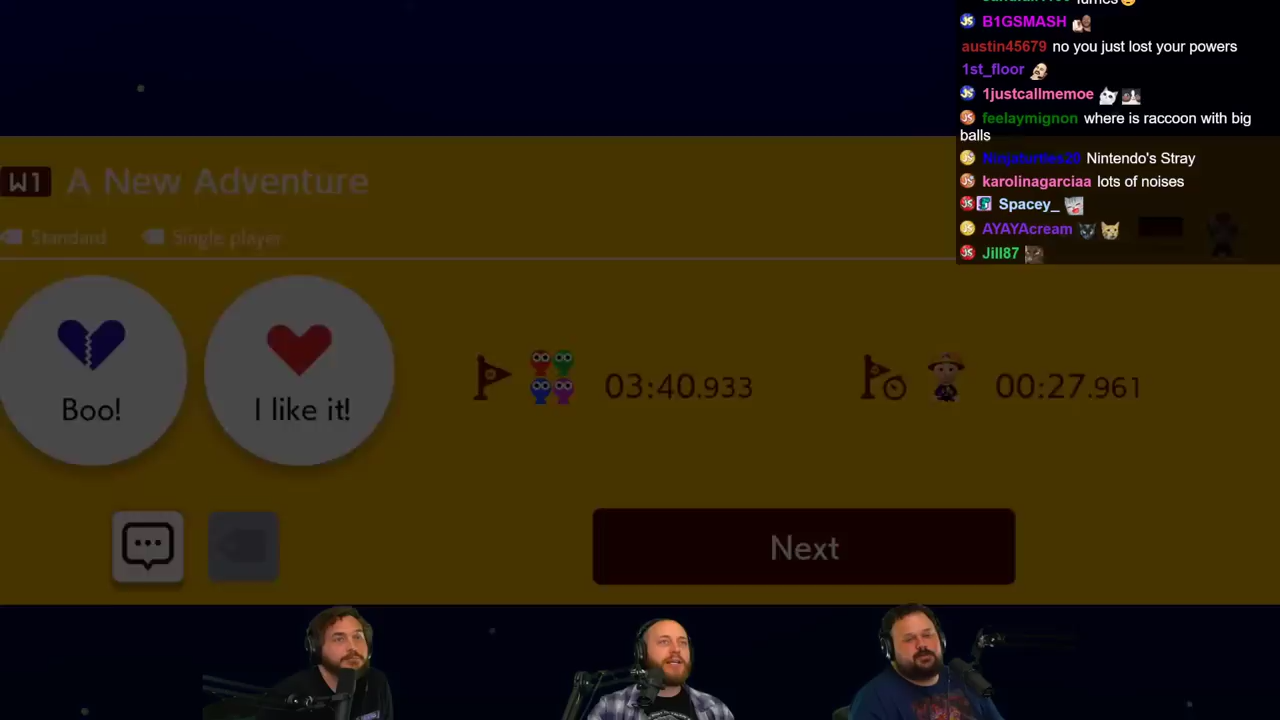 B1GSMASH
austin45679 no you just lost your powers
1st_floor
1justcallmemoe
feelaymignon where is raccoon with big
balls
Ninjaturtles20 Nintendo's Stray
karolinagarciaa lots of noises
Spacey_
AYAYAcream
Jill87
W1 A New Adventure
Standard Single player
Boo!
I like it!
03:40.933
00:27.961
Next